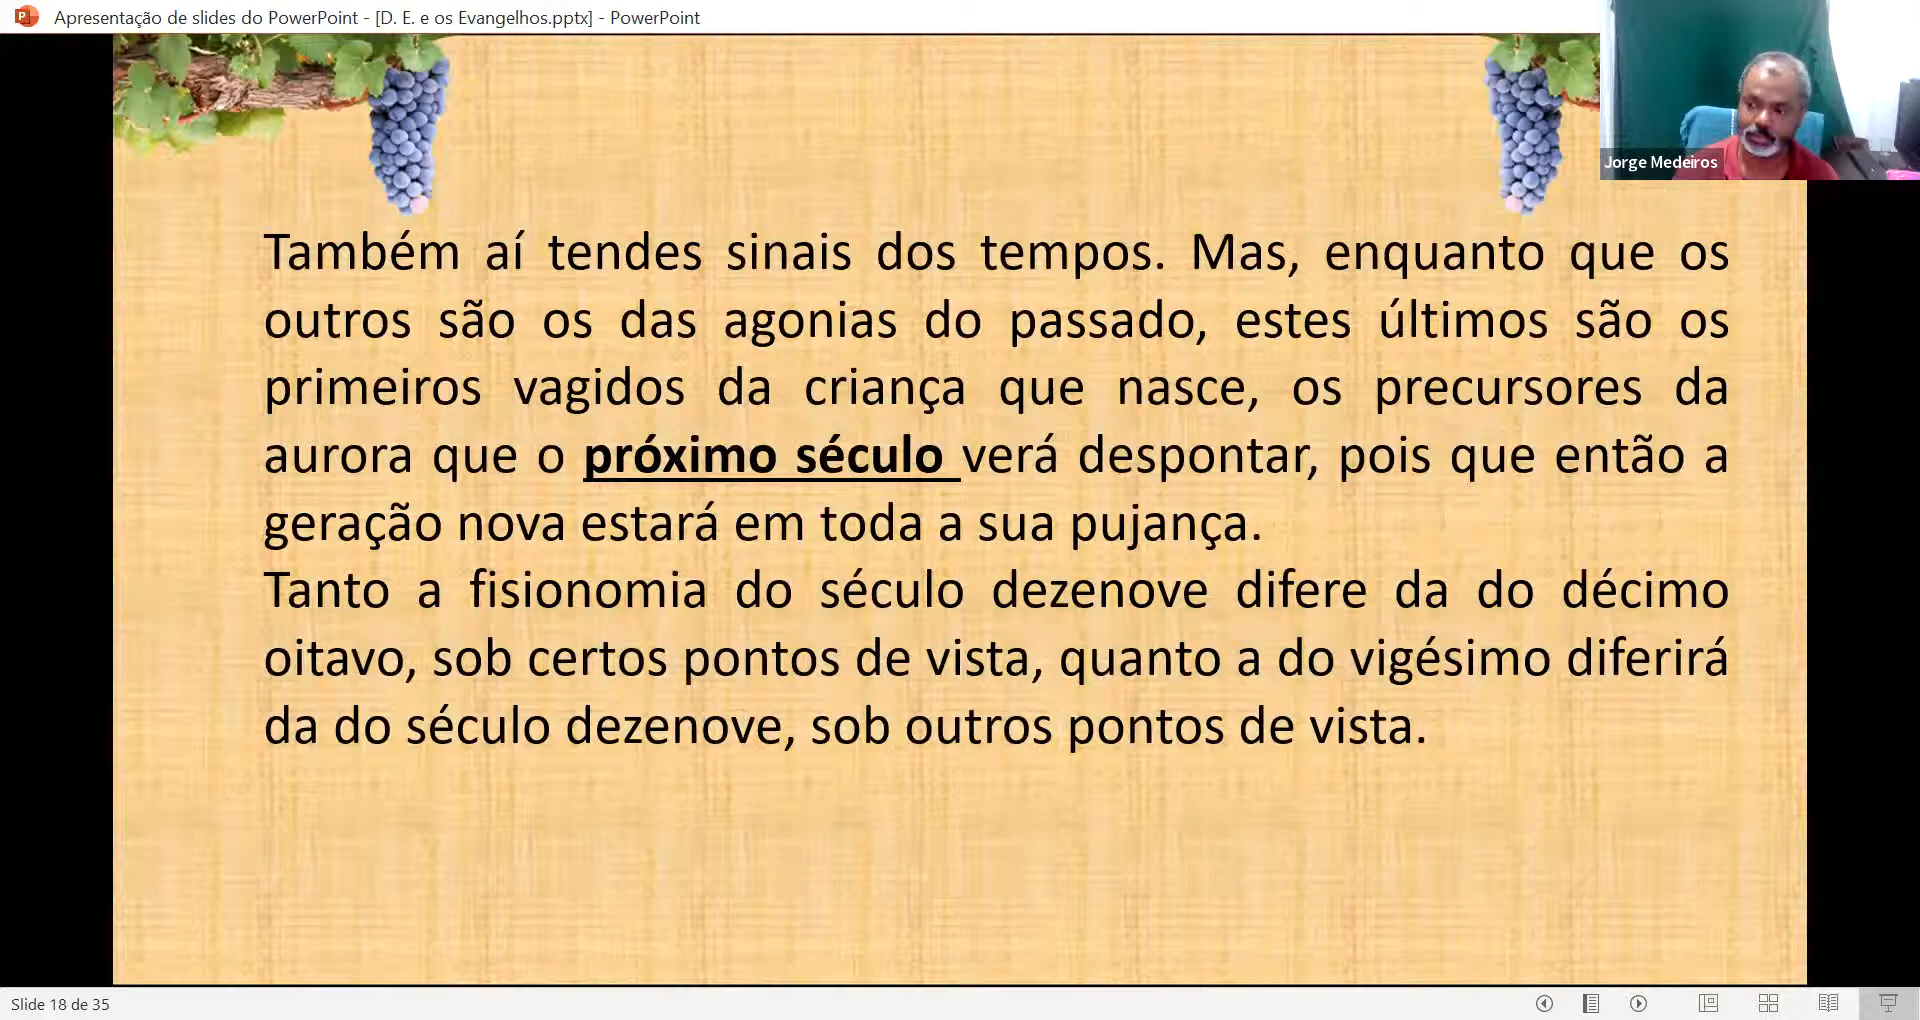 Apresentação de slides do PowerPoint - [D. E. e os Evangelhos.pptx] - PowerPoint
Jorge Medeiros
Também aí tendes sinais dos tempos. Mas, enquanto que os
outros são os das agonias do passado, estes últimos são os
primeiros vagidos da criança que nasce, os precursores da
aurora que o próximo século verá despontar, pois que então a
geração nova estará em toda a sua pujança.
Tanto a fisionomia do século dezenove difere da do décimo
oitavo, sob certos pontos de vista, quanto a do vigésimo diferirá
da do século dezenove, sob outros pontos de vista.
Slide 18 de 35